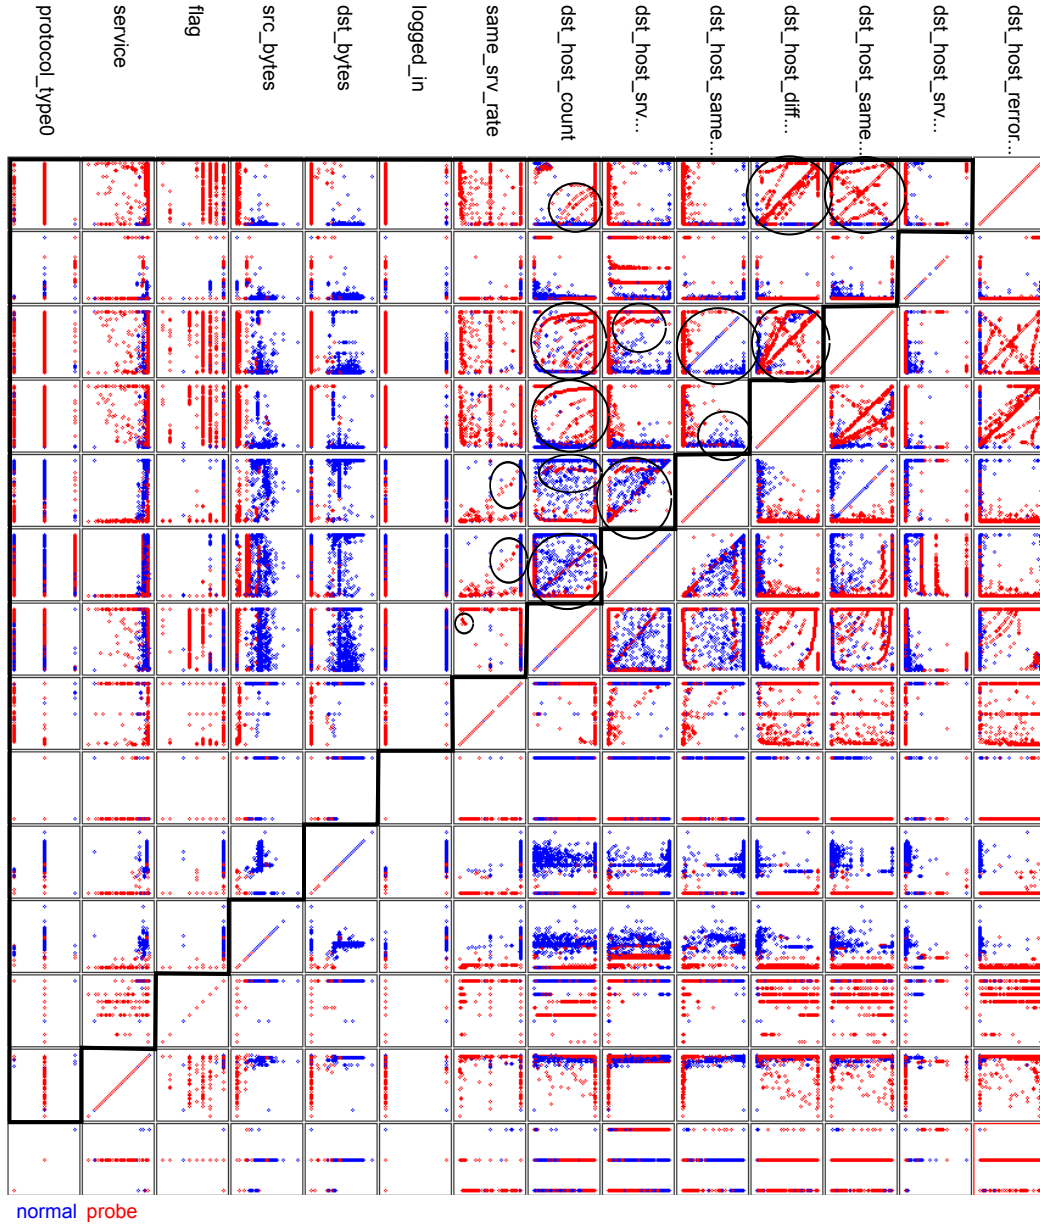 protocol_type0
service
flag
src_bytes
dst_bytes
logged_in
same_srv_rate
dst_host_count
dst_host_srv...
dst_host_same...
dst_host_diff...
dst_host_same...
dst_host_srv...
dst_host_rerror...
normal probe